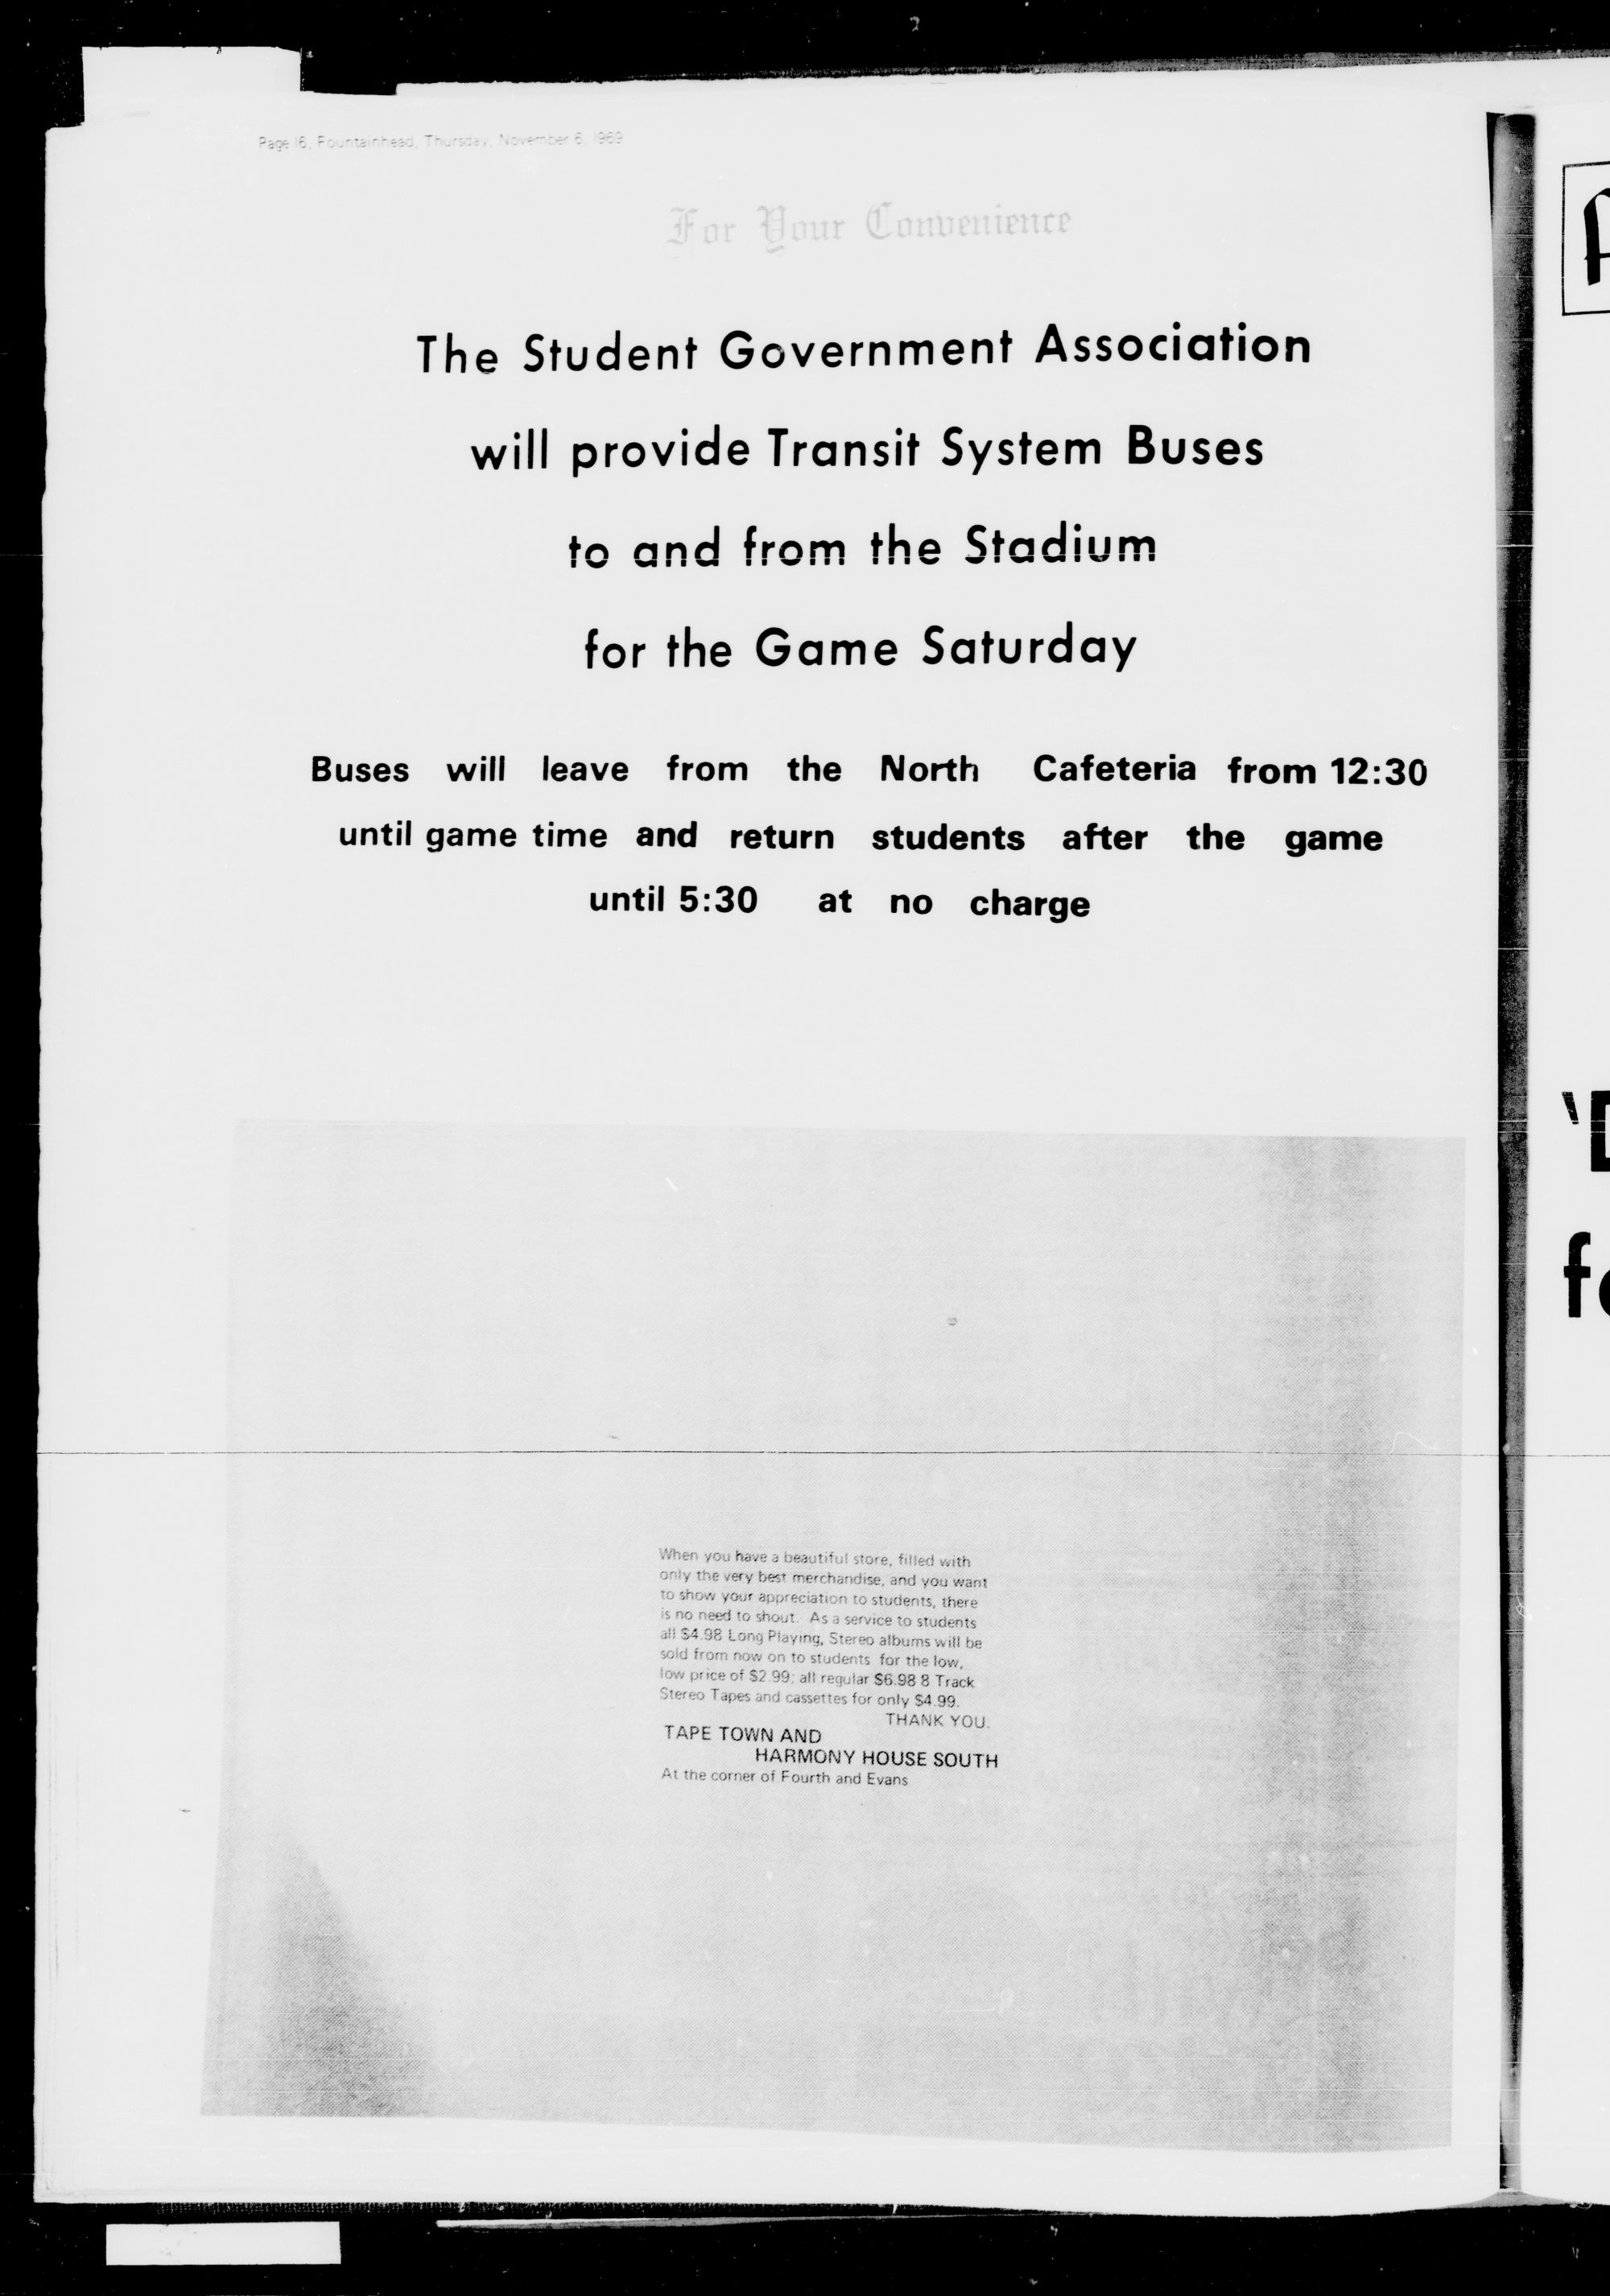 Page 16, Fountainhead, Thursday, November 6, 1969
For Your Convenience
The Student Government Association
will provide Transit System Buses
to and from the Stadium
for the Game Saturday
Buses will leave from the North Cafeteria from 12:30
until game time and return students after the game
until 5:30 at no charge
When you have a beautiful store, filled with
only the very best merchandise, and you want
to show your appreciation to students, there
is no need to shout. As a service to students
all $4.98 Long Playing, Stereo albums will be
sold from now on to students for the low,
low price of $2.99; all regular $6.98 8 Track
Stereo Tapes and cassettes for only $4.99.
THANK YOU.
TAPE TOWN AND
HARMONY HOUSE SOUTH
At the corner of Fourth and Evans